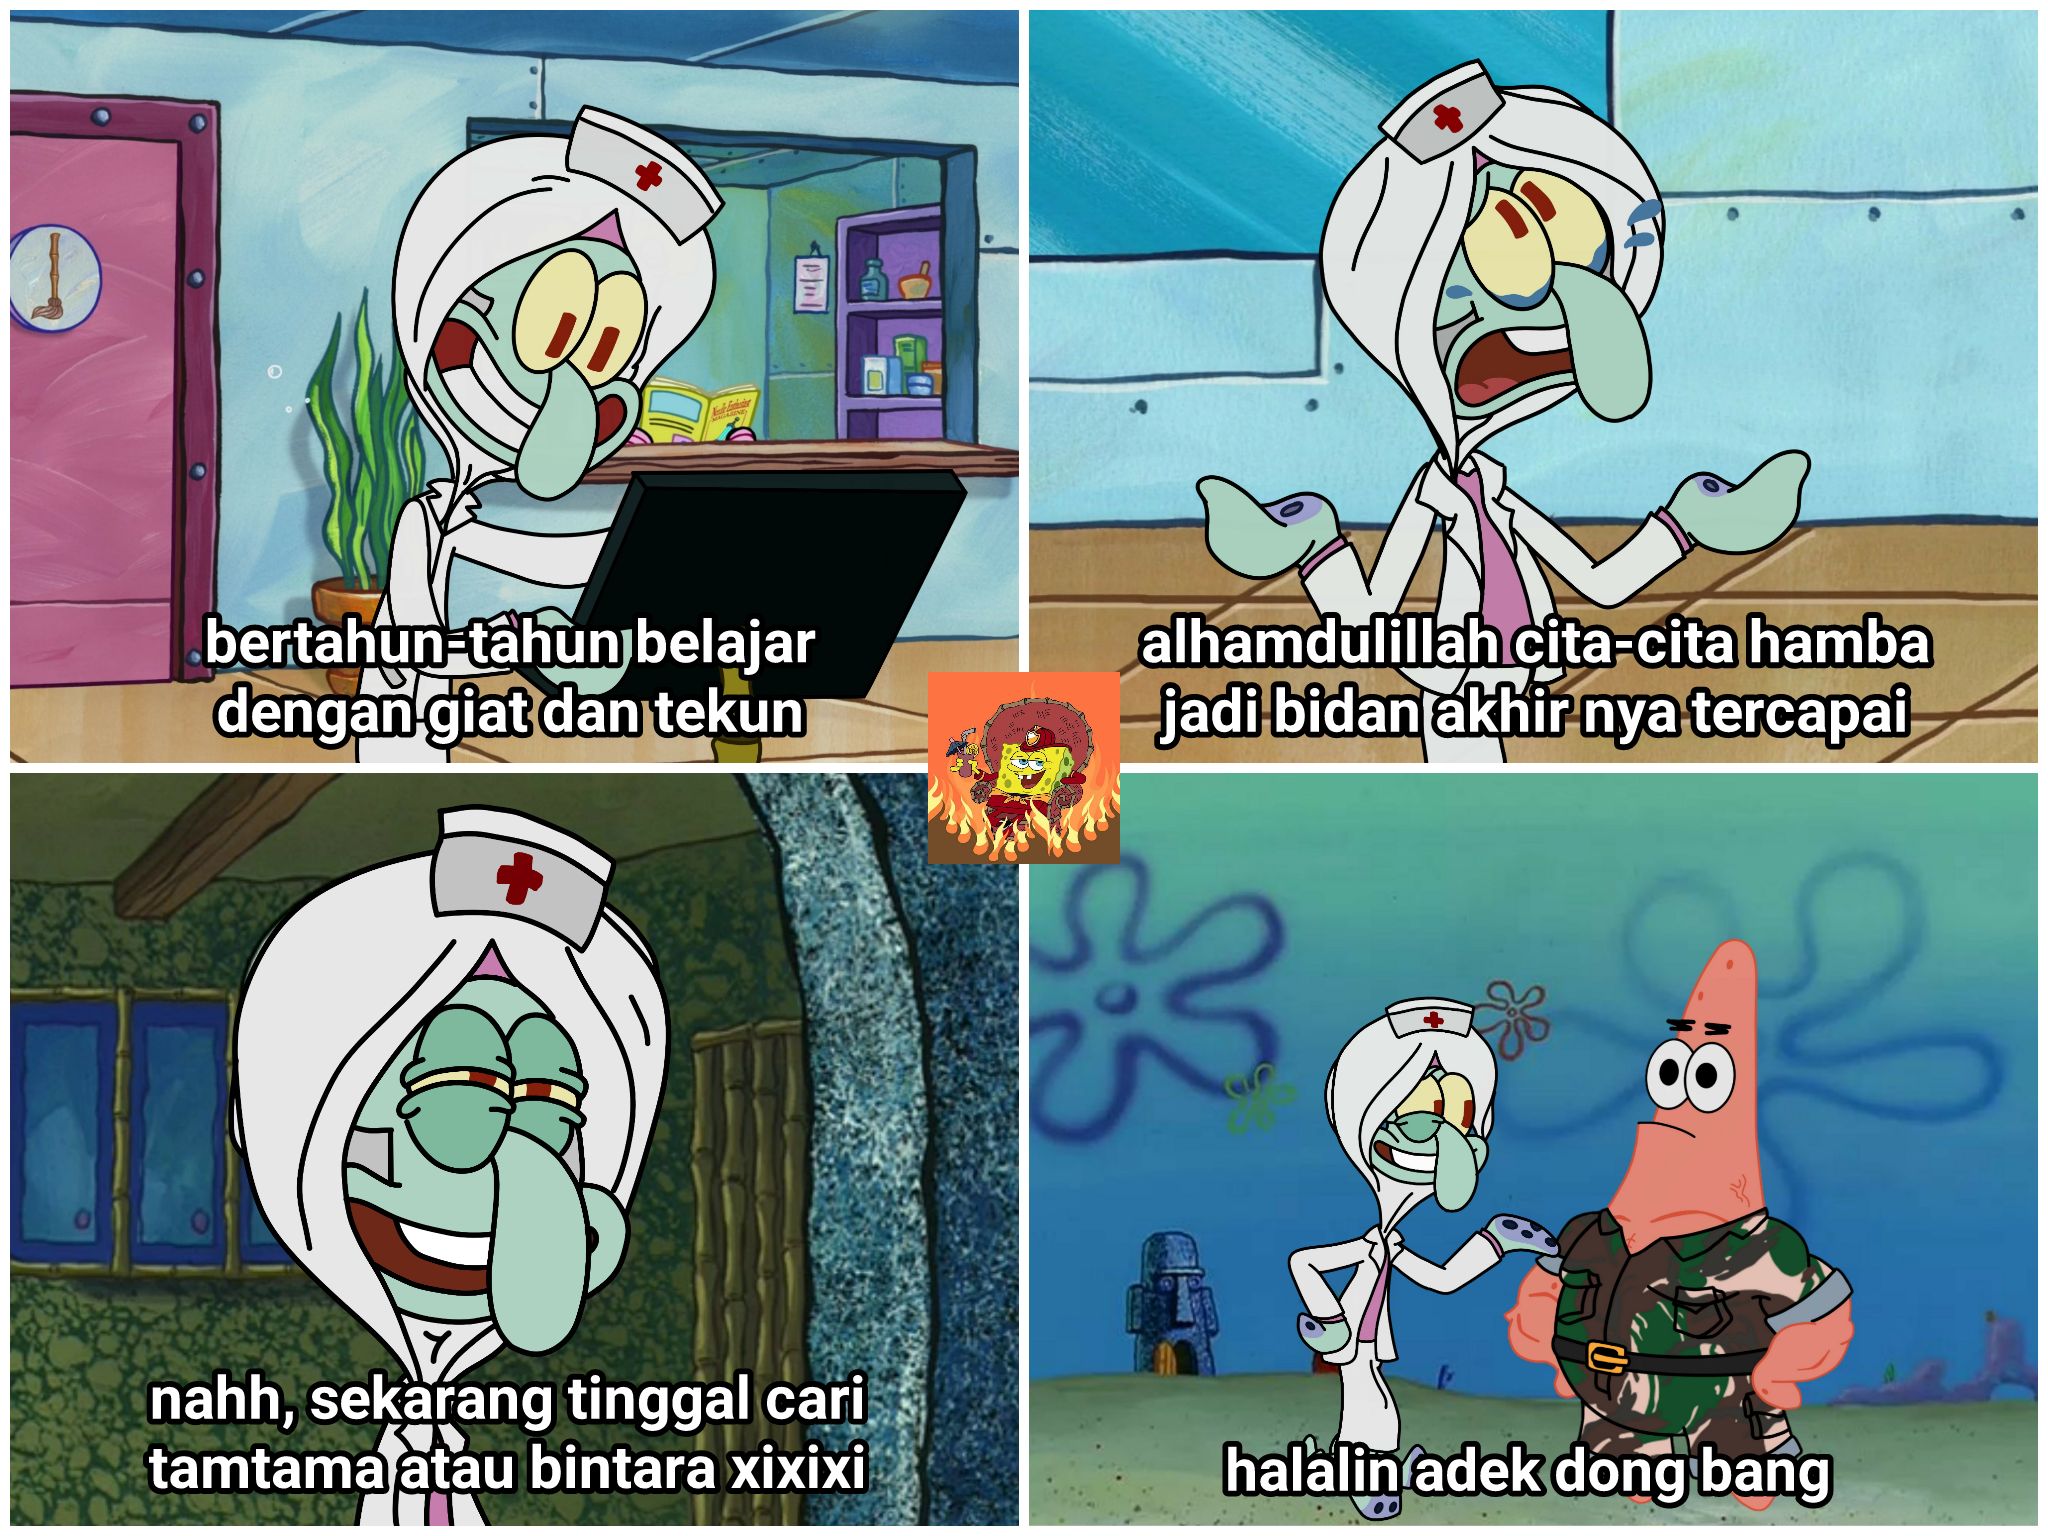 bertahun-tahun belajar
dengan giat dan tekun
alhamdulillah cita-cita hamba
jadi bidan akhir nya tercapai
nahh, sekarang tinggal cari
tamtama atau bintara xixixi
halalin adek dong bang